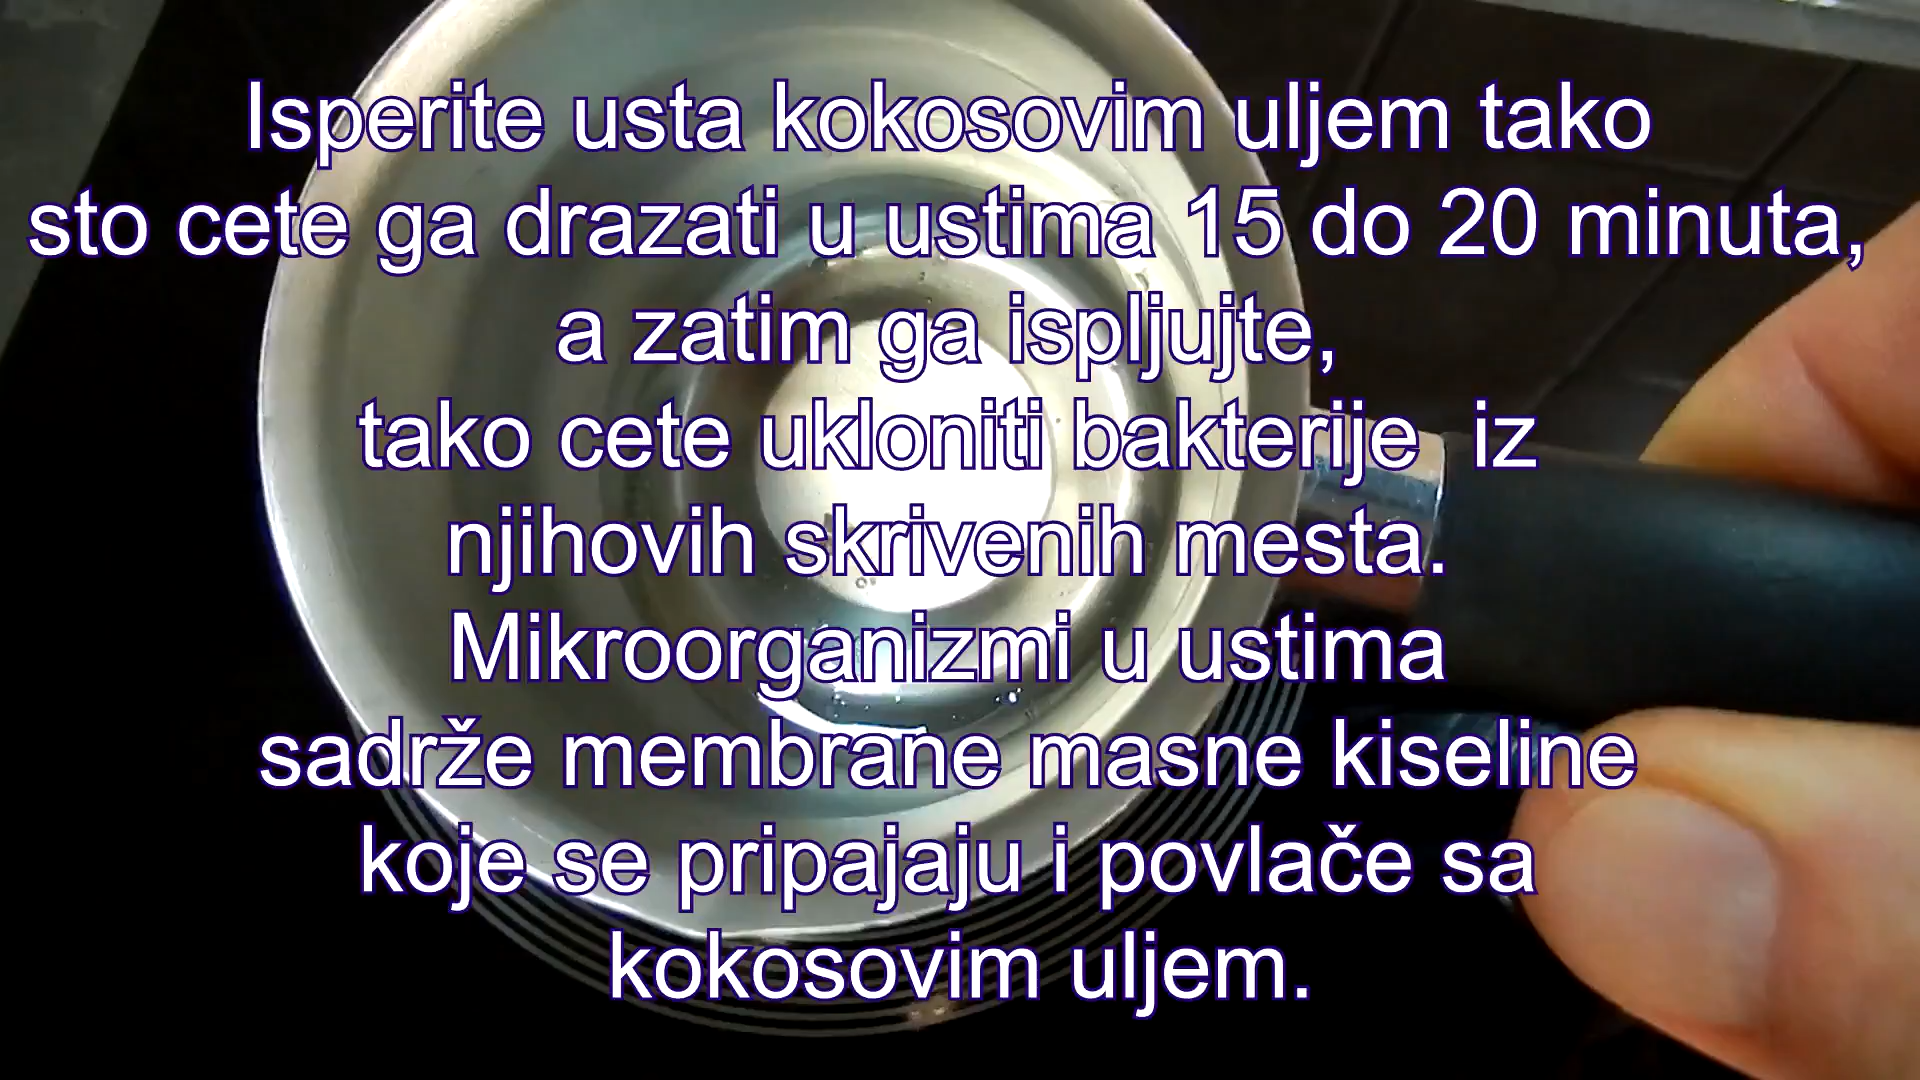 Isperite usta kokosovim uljem tako
sto cete ga drazati u ustima 15 do 20 minuta,
a zatim ga ispljujte,
tako cete ukloniti bakterije  iz
njihovih skrivenih mesta.
Mikroorganizmi u ustima
sadrže membrane masne kiseline
koje se pripajaju i povlače sa
kokosovim uljem.